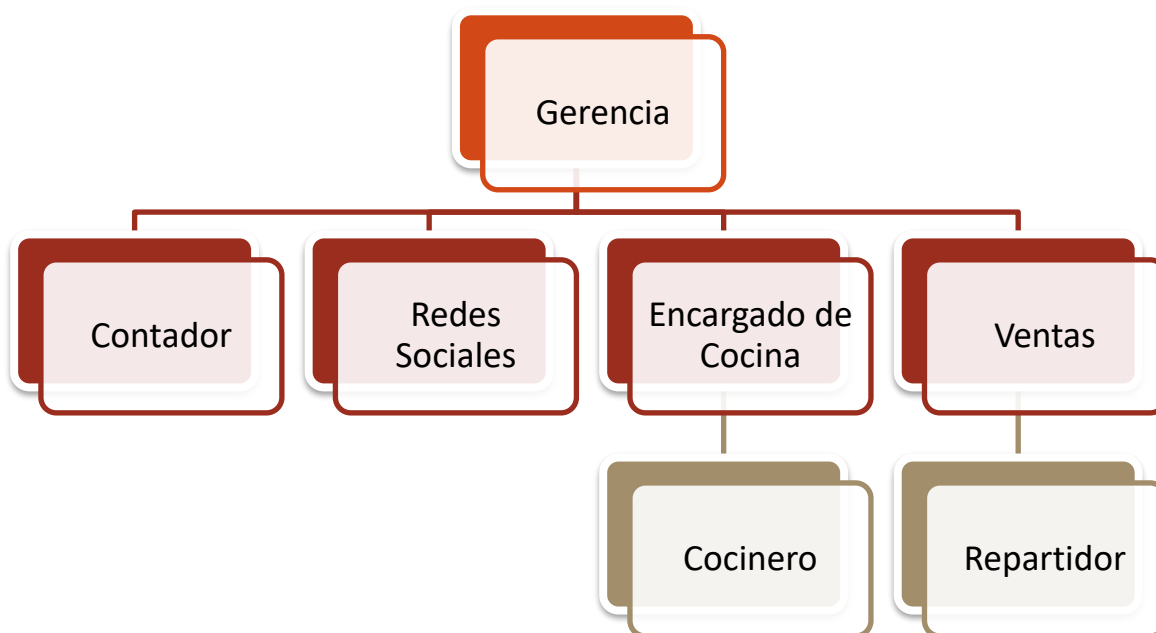 Gerencia
Contador
Redes
Sociales
Encargado de
Cocina
Ventas
Cocinero
Repartidor